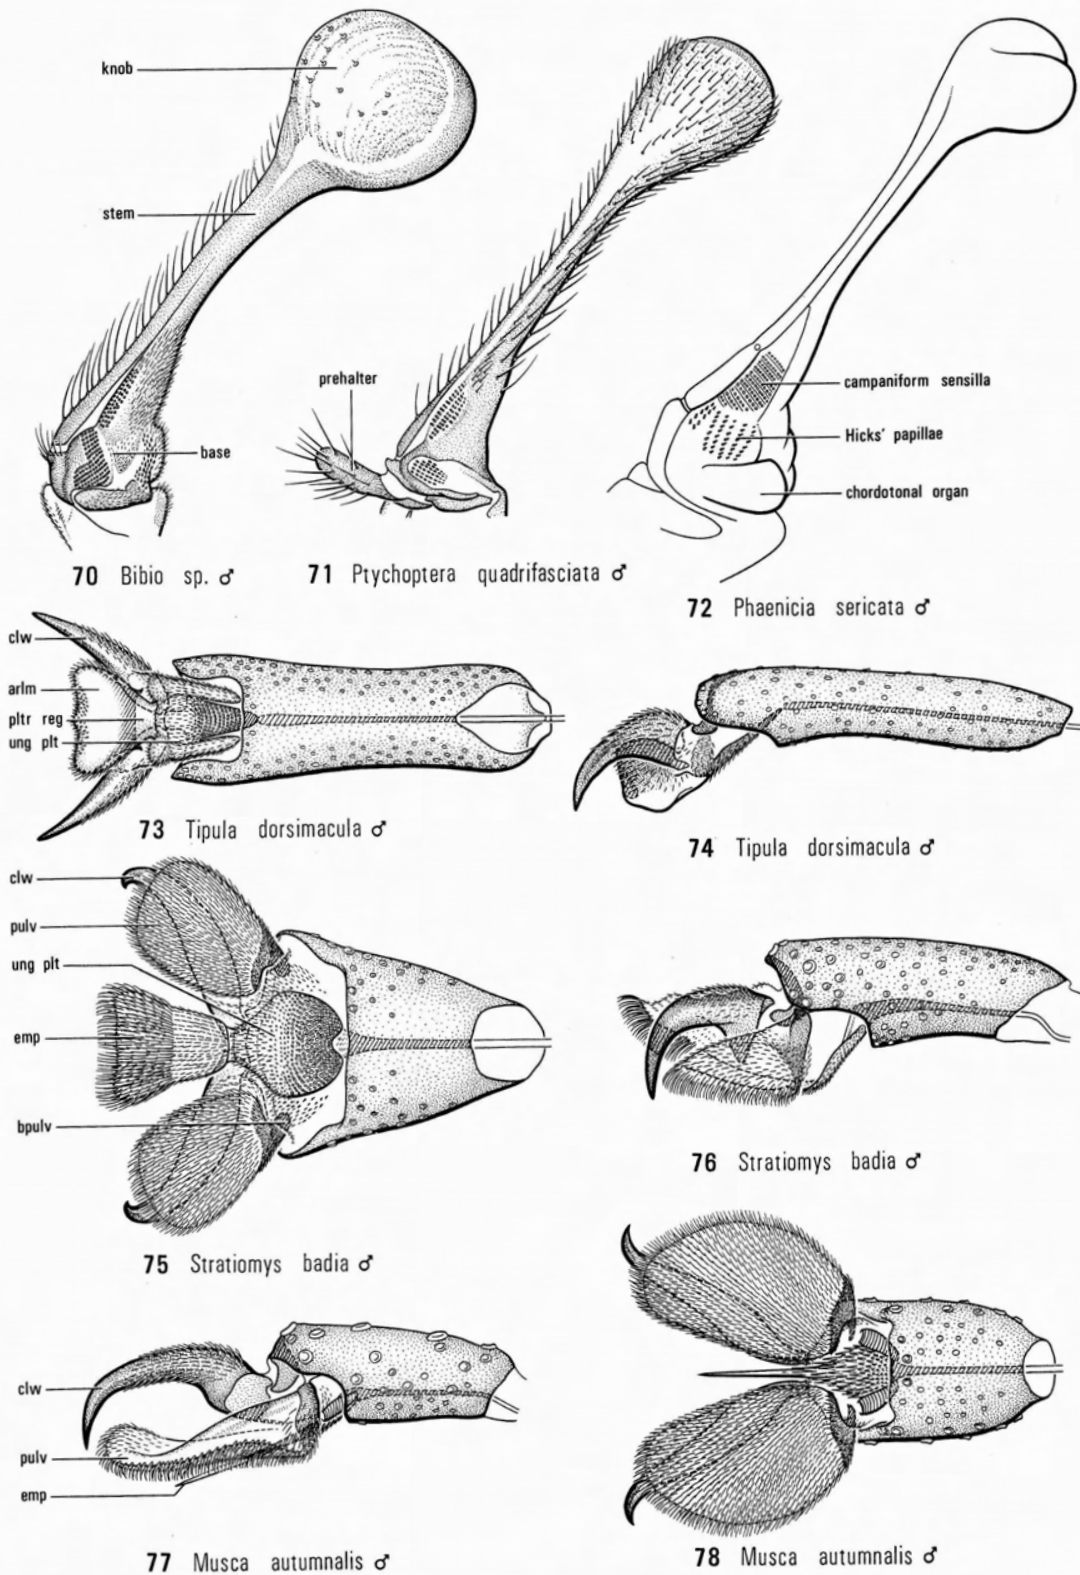 knob
stem
base
prehalter
campaniform sensilla
Hicks' papillae
chordotonal organ
70 Bibio sp. ♂
71 Ptychoptera quadrifasciata ♂
72 Phaenicia sericata ♂
clw
arlm
pltr reg
ung plt
73 Tipula dorsimacula ♂
74 Tipula dorsimacula ♂
clw
pulv
ung plt
emp
bpulv
75 Stratiomys badia ♂
76 Stratiomys badia ♂
clw
pulv
emp
77 Musca autumnalis ♂
78 Musca autumnalis ♂